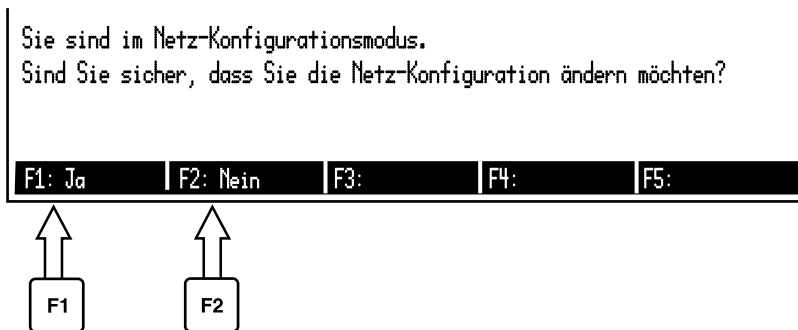 Sie sind im Netz-Konfigurationsmodus.
Sind Sie sicher, dass Sie die Netz-Konfiguration ändern möchten?
F1: Ja F2: Nein F3: F4: F5:
F1 F2